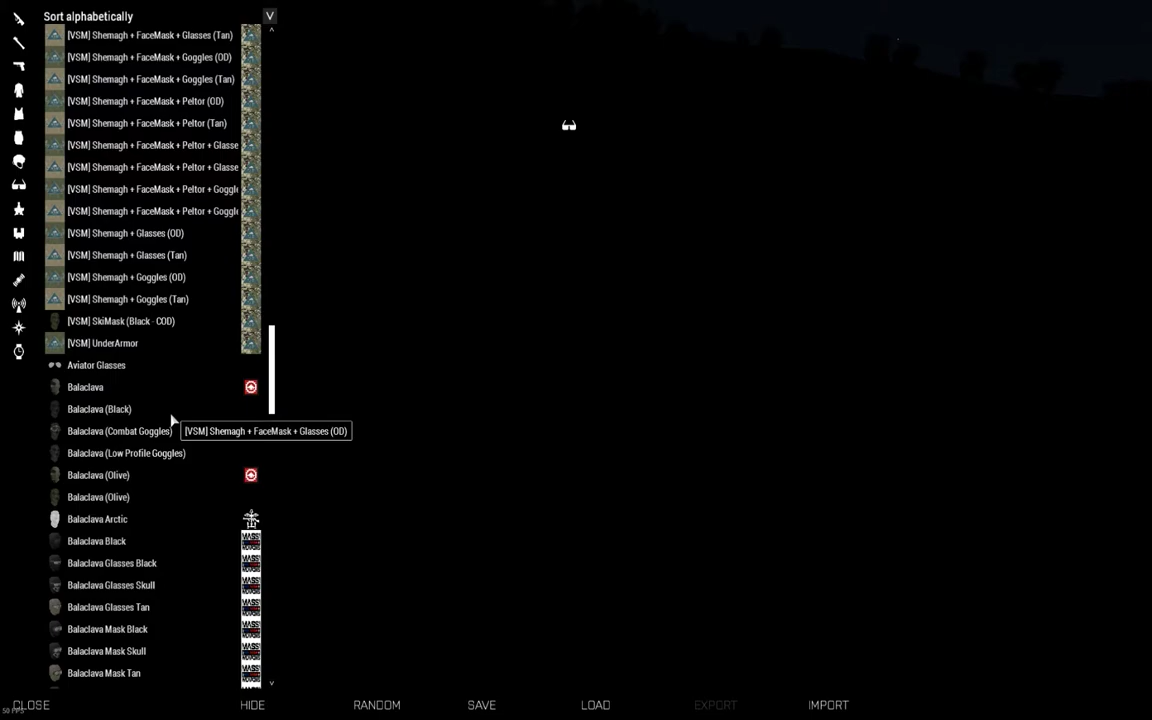 Sort alphabetically V
[VSM] Shemagh + FaceMask + Glasses (Tan)
[VSM] Shemagh + FaceMask + Goggles (OD)
[VSM] Shemagh + FaceMask + Goggles (Tan)
[VSM] Shemagh + FaceMask + Peltor (OD)
[VSM] Shemagh + FaceMask + Peltor (Tan)
[VSM] Shemagh + FaceMask + Peltor + Glasse
[VSM] Shemagh + FaceMask + Peltor + Glasse
[VSM] Shemagh + FaceMask + Peltor + Goggle
[VSM] Shemagh + FaceMask + Peltor + Goggle
[VSM] Shemagh + Glasses (OD)
[VSM] Shemagh + Glasses (Tan)
[VSM] Shemagh + Goggles (OD)
[VSM] Shemagh + Goggles (Tan)
[VSM] SkiMask (Black - COD)
[VSM] UnderArmor
Aviator Glasses
Balaclava
Balaclava (Black)
Balaclava (Combat Goggles)
[VSM] Shemagh + FaceMask + Glasses (OD)
Balaclava (Low Profile Goggles)
Balaclava (Olive)
Balaclava (Olive)
Balaclava Arctic
Balaclava Black
Balaclava Glasses Black
Balaclava Glasses Skull
Balaclava Glasses Tan
Balaclava Mask Black
Balaclava Mask Skull
Balaclava Mask Tan
CLOSE HIDE RANDOM SAVE LOAD EXPORT IMPORT
50 FPS